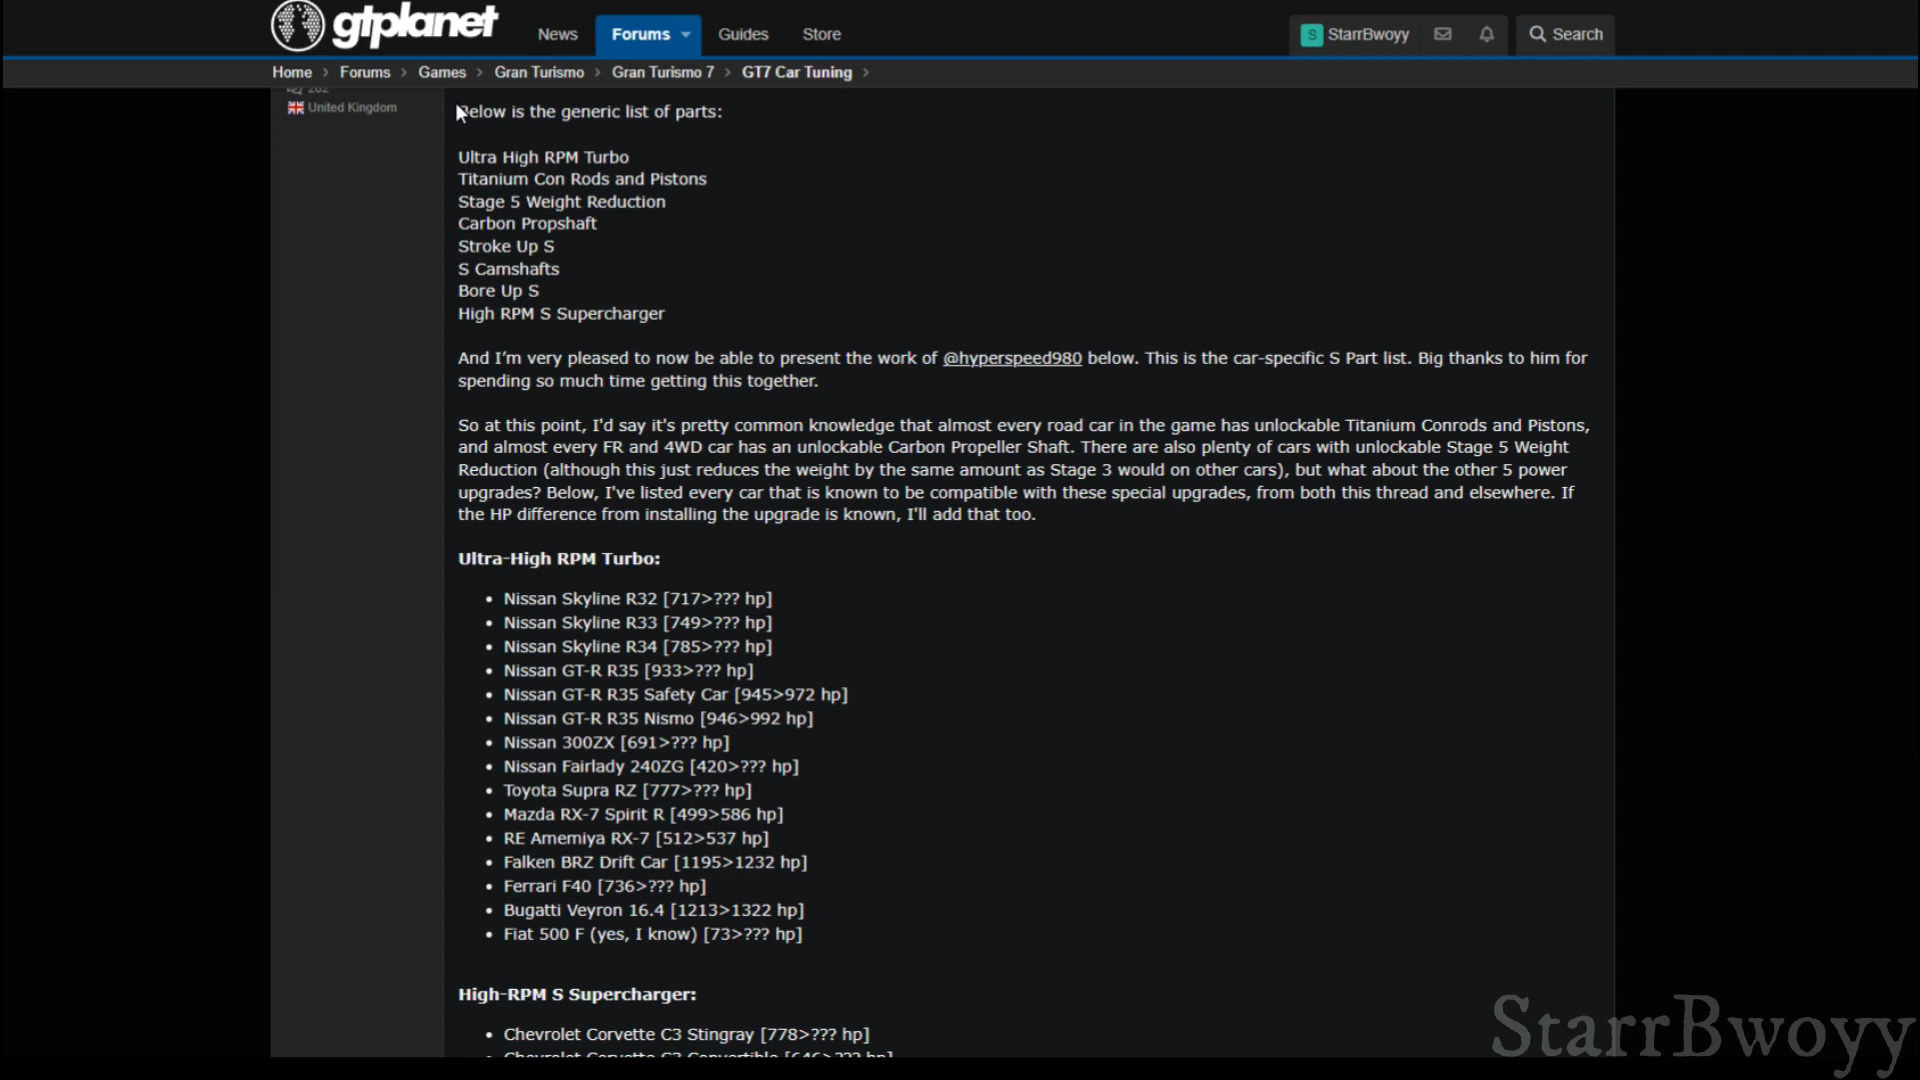 gtplanet
News
Forums
Guides
Store
S StarrBwoyy
Search
Home
Forums
Games
Gran Turismo
Gran Turismo 7
GT7 Car Tuning
United Kingdom
elow is the generic list of parts:
Ultra High RPM Turbo
Titanium Con Rods and Pistons
Stage 5 Weight Reduction
Carbon Propshaft
Stroke Up S
S Camshafts
Bore Up S
High RPM S Supercharger
And I’m very pleased to now be able to present the work of @hyperspeed980 below. This is the car-specific S Part list. Big thanks to him for
spending so much time getting this together.
So at this point, I'd say it's pretty common knowledge that almost every road car in the game has unlockable Titanium Conrods and Pistons,
and almost every FR and 4WD car has an unlockable Carbon Propeller Shaft. There are also plenty of cars with unlockable Stage 5 Weight
Reduction (although this just reduces the weight by the same amount as Stage 3 would on other cars), but what about the other 5 power
upgrades? Below, I've listed every car that is known to be compatible with these special upgrades, from both this thread and elsewhere. If
the HP difference from installing the upgrade is known, I'll add that too.
Ultra-High RPM Turbo:
• Nissan Skyline R32 [717>??? hp]
• Nissan Skyline R33 [749>??? hp]
• Nissan Skyline R34 [785>??? hp]
• Nissan GT-R R35 [933>??? hp]
• Nissan GT-R R35 Safety Car [945>972 hp]
• Nissan GT-R R35 Nismo [946>992 hp]
• Nissan 300ZX [691>??? hp]
• Nissan Fairlady 240ZG [420>??? hp]
• Toyota Supra RZ [777>??? hp]
• Mazda RX-7 Spirit R [499>586 hp]
• RE Amemiya RX-7 [512>537 hp]
• Falken BRZ Drift Car [1195>1232 hp]
• Ferrari F40 [736>??? hp]
• Bugatti Veyron 16.4 [1213>1322 hp]
• Fiat 500 F (yes, I know) [73>??? hp]
High-RPM S Supercharger:
• Chevrolet Corvette C3 Stingray [778>??? hp]
• Chevrolet Corvette C3 Convertible [646>??? hp]
StarrBwoyy